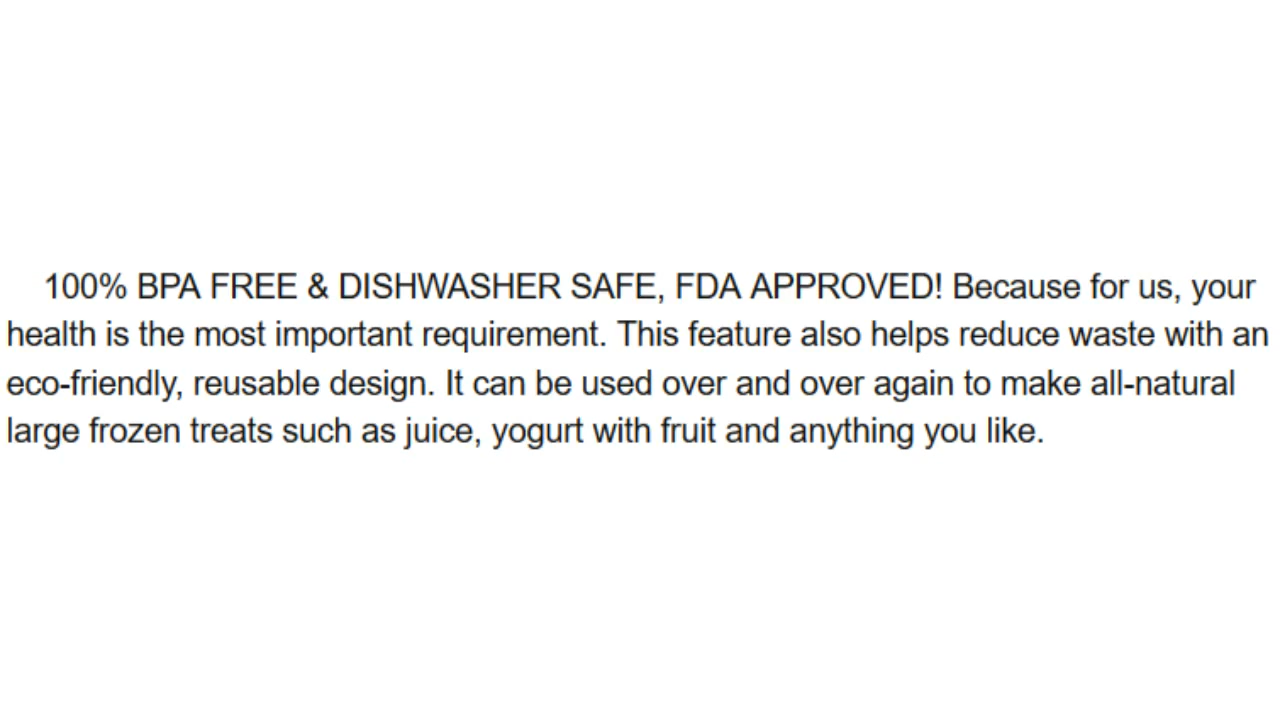 100% BPA FREE & DISHWASHER SAFE, FDA APPROVED! Because for us, your
health is the most important requirement. This feature also helps reduce waste with an
eco-friendly, reusable design. It can be used over and over again to make all-natural
large frozen treats such as juice, yogurt with fruit and anything you like.